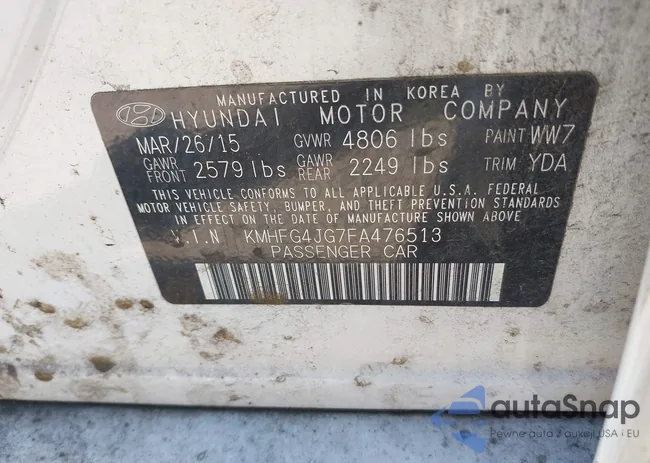 MANUFACTURED IN KOREA BY
HYUNDAI MOTOR COMPANY
MAR/26/15 GVWR 4806 lbs PAINT WW7
GAWR FRONT 2579 lbs GAWR REAR 2249 lbs TRIM YDA
THIS VEHICLE CONFORMS TO ALL APPLICABLE U.S.A. FEDERAL
MOTOR VEHICLE SAFETY, BUMPER, AND THEFT PREVENTION STANDARDS
IN EFFECT ON THE DATE OF MANUFACTURE SHOWN ABOVE
V.I.N KMHFG4JG7FA476513
PASSENGER CAR
autoSnap
Pewne auta z aukcji USA i EU